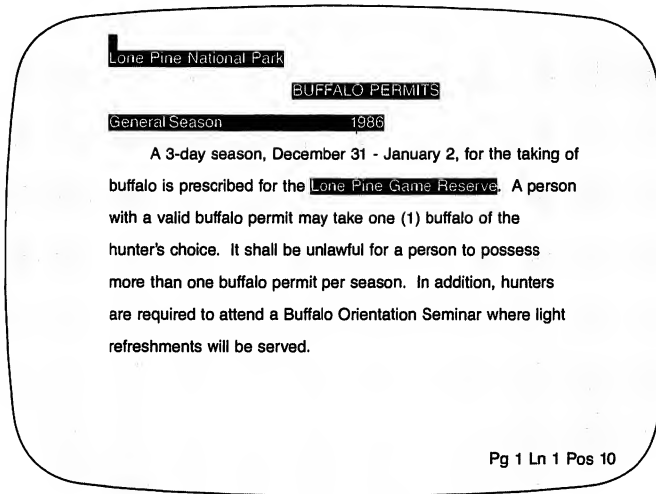 Lone Pine National Park
BUFFALO PERMITS
General Season 1986
A 3-day season, December 31 - January 2, for the taking of
buffalo is prescribed for the Lone Pine Game Reserve. A person
with a valid buffalo permit may take one (1) buffalo of the
hunter's choice. It shall be unlawful for a person to possess
more than one buffalo permit per season. In addition, hunters
are required to attend a Buffalo Orientation Seminar where light
refreshments will be served.
Pg 1 Ln 1 Pos 10